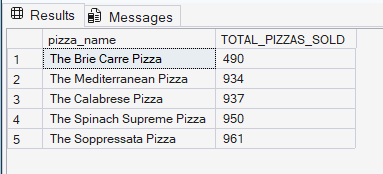 Results Messages
pizza_name TOTAL_PIZZAS_SOLD
1 The Brie Carre Pizza 490
2 The Mediterranean Pizza 934
3 The Calabrese Pizza 937
4 The Spinach Supreme Pizza 950
5 The Soppressata Pizza 961